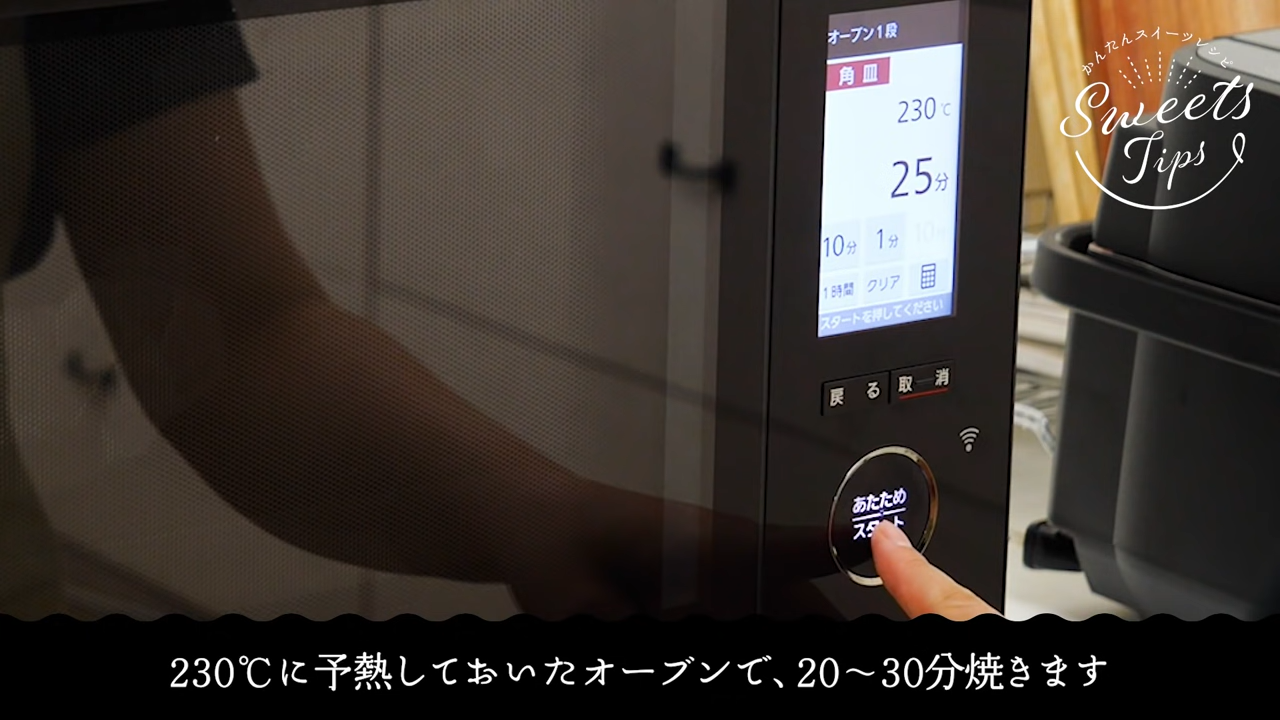 オーブン1段
角皿
230℃
25分
10分 1分 10秒
1時間 クリア
スタートを押してください
戻る 取消
あたため
スタート
かんたんスイーツレシピ
Sweets
Tips
230℃に予熱しておいたオーブンで、20〜30分焼きます